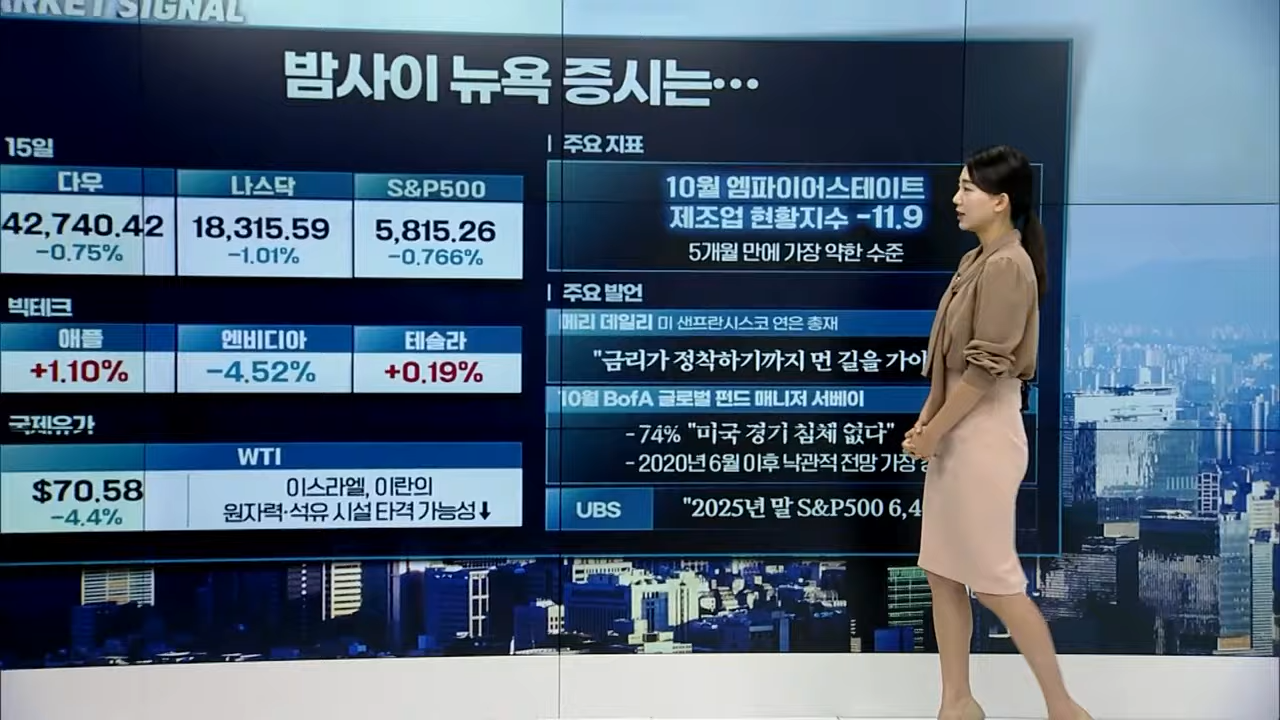 MARKET SIGNAL
밤사이 뉴욕 증시는…
15일
다우
42,740.42
-0.75%
나스닥
18,315.59
-1.01%
S&P500
5,815.26
-0.766%
빅테크
애플
+1.10%
엔비디아
-4.52%
테슬라
+0.19%
국제유가
WTI
$70.58
-4.4%
이스라엘, 이란의
원자력·석유 시설 타격 가능성↓
주요 지표
10월 엠파이어스테이트
제조업 현황지수 -11.9
5개월 만에 가장 약한 수준
주요 발언
메리 데일리 미 샌프란시스코 연은 총재
"금리가 정착하기까지 먼 길을
10월 BofA 글로벌 펀드 매니저 서베이
- 74% "미국 경기 침체 없다"
- 2020년 6월 이후 낙관적 전망 가장
UBS
"2025년 말 S&P500 6,4